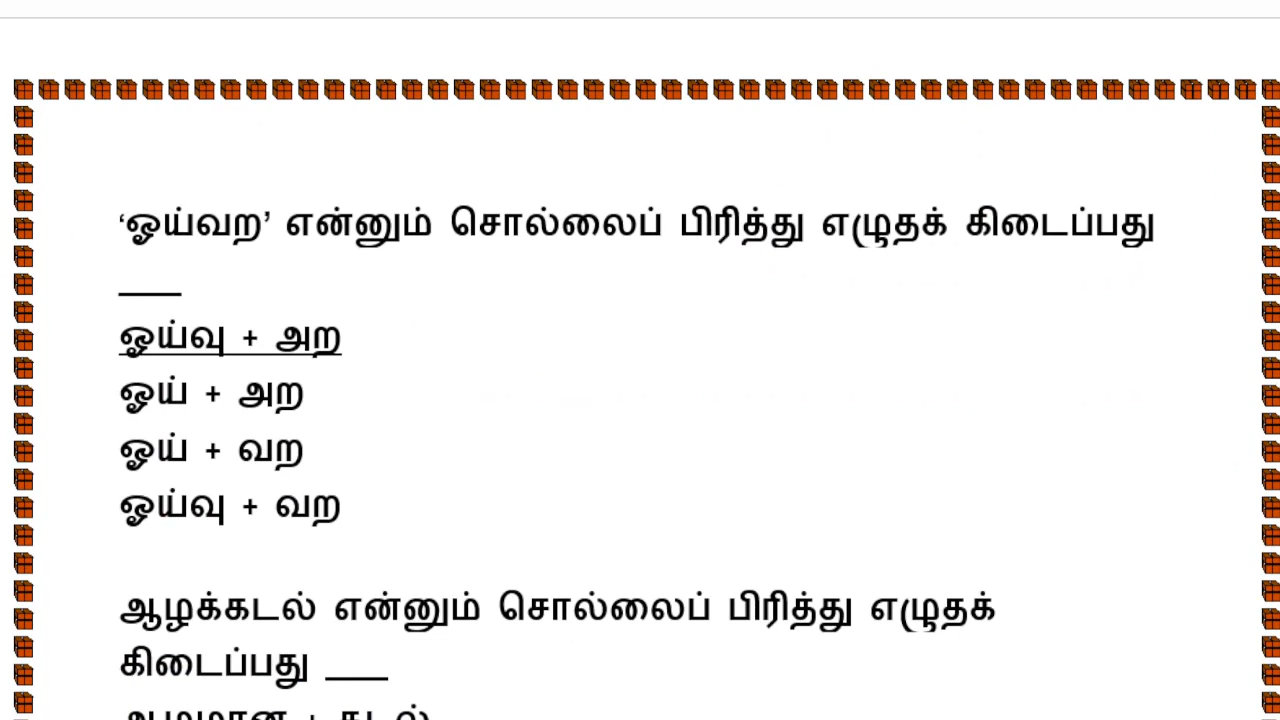 ‘ஓய்வற’ என்னும் சொல்லைப் பிரித்து எழுதக் கிடைப்பது
___
ஓய்வு + அற
ஓய் + அற
ஓய் + வற
ஓய்வு + வற
ஆழக்கடல் என்னும் சொல்லைப் பிரித்து எழுதக்
கிடைப்பது ___